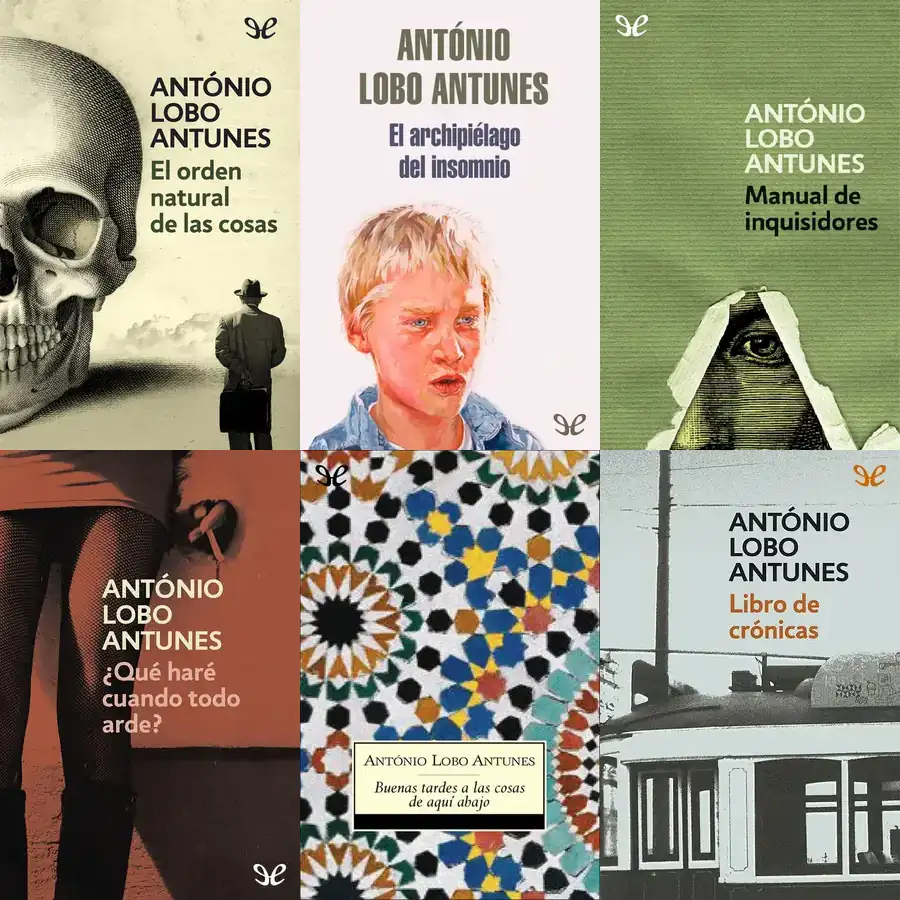 ANTÓNIO
LOBO
ANTUNES
El orden
natural
de las cosas
ANTÓNIO
LOBO ANTUNES
El archipiélago
del insomnio
ANTÓNIO
LOBO
ANTUNES
Manual de
inquisidores
ANTÓNIO
LOBO
ANTUNES
¿Qué haré
cuando todo
arde?
ANTÓNIO LOBO ANTUNES
Buenas tardes a las cosas
de aquí abajo
ANTÓNIO
LOBO
ANTUNES
Libro de
crónicas